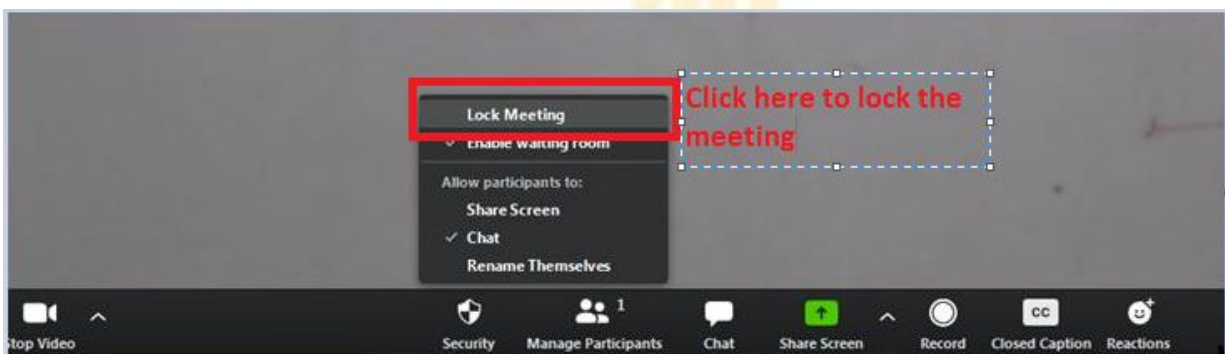 Lock Meeting
Click here to lock the
meeting
✓ Enable waiting room
Allow participants to:
Share Screen
✓ Chat
Rename Themselves
1
Stop Video
Security
Manage Participants
Chat
Share Screen
Record
CC
Closed Caption
Reactions